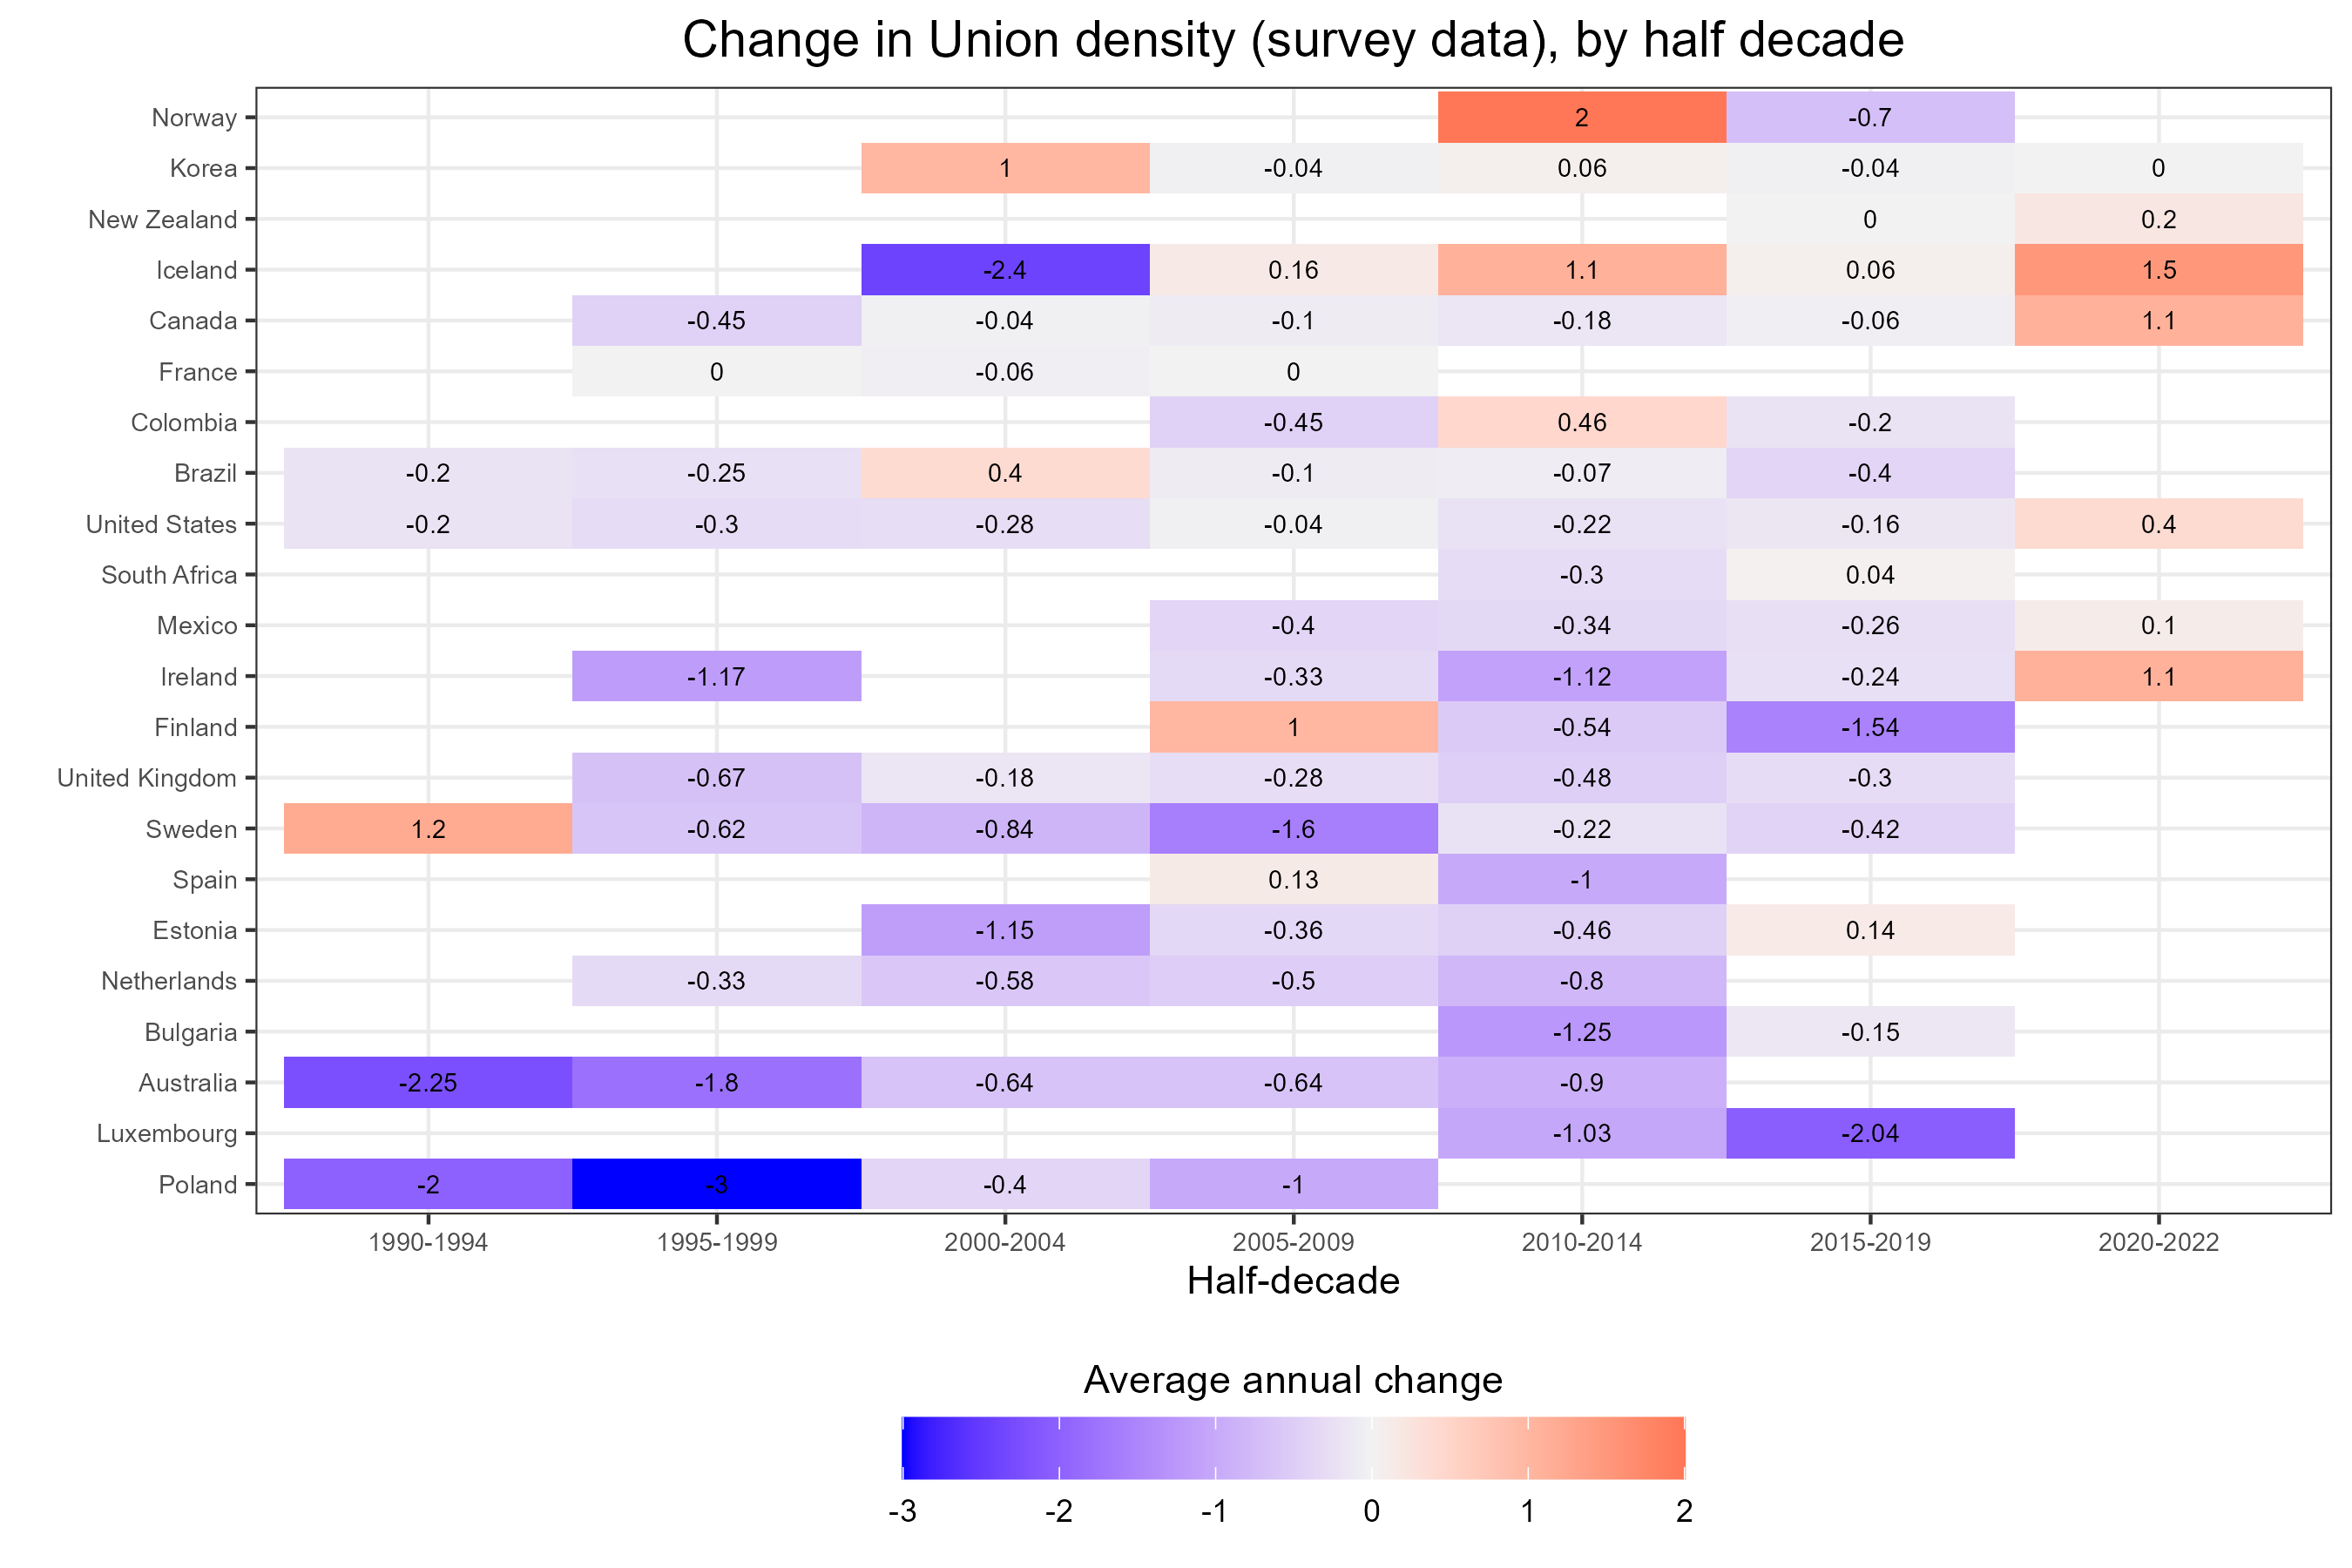 Change in Union density (survey data), by half decade
Norway 2 -0.7
Korea 1 -0.04 0.06 -0.04 0
New Zealand 0 0.2
Iceland -2.4 0.16 1.1 0.06 1.5
Canada -0.45 -0.04 -0.1 -0.18 -0.06 1.1
France 0 -0.06 0
Colombia -0.45 0.46 -0.2
Brazil -0.2 -0.25 0.4 -0.1 -0.07 -0.4
United States -0.2 -0.3 -0.28 -0.04 -0.22 -0.16 0.4
South Africa -0.3 0.04
Mexico -0.4 -0.34 -0.26 0.1
Ireland -1.17 -0.33 -1.12 -0.24 1.1
Finland 1 -0.54 -1.54
United Kingdom -0.67 -0.18 -0.28 -0.48 -0.3
Sweden 1.2 -0.62 -0.84 -1.6 -0.22 -0.42
Spain 0.13 -1
Estonia -1.15 -0.36 -0.46 0.14
Netherlands -0.33 -0.58 -0.5 -0.8
Bulgaria -1.25 -0.15
Australia -2.25 -1.8 -0.64 -0.64 -0.9
Luxembourg -1.03 -2.04
Poland -2 -3 -0.4 -1
1990-1994 1995-1999 2000-2004 2005-2009 2010-2014 2015-2019 2020-2022
Half-decade
Average annual change
-3 -2 -1 0 1 2